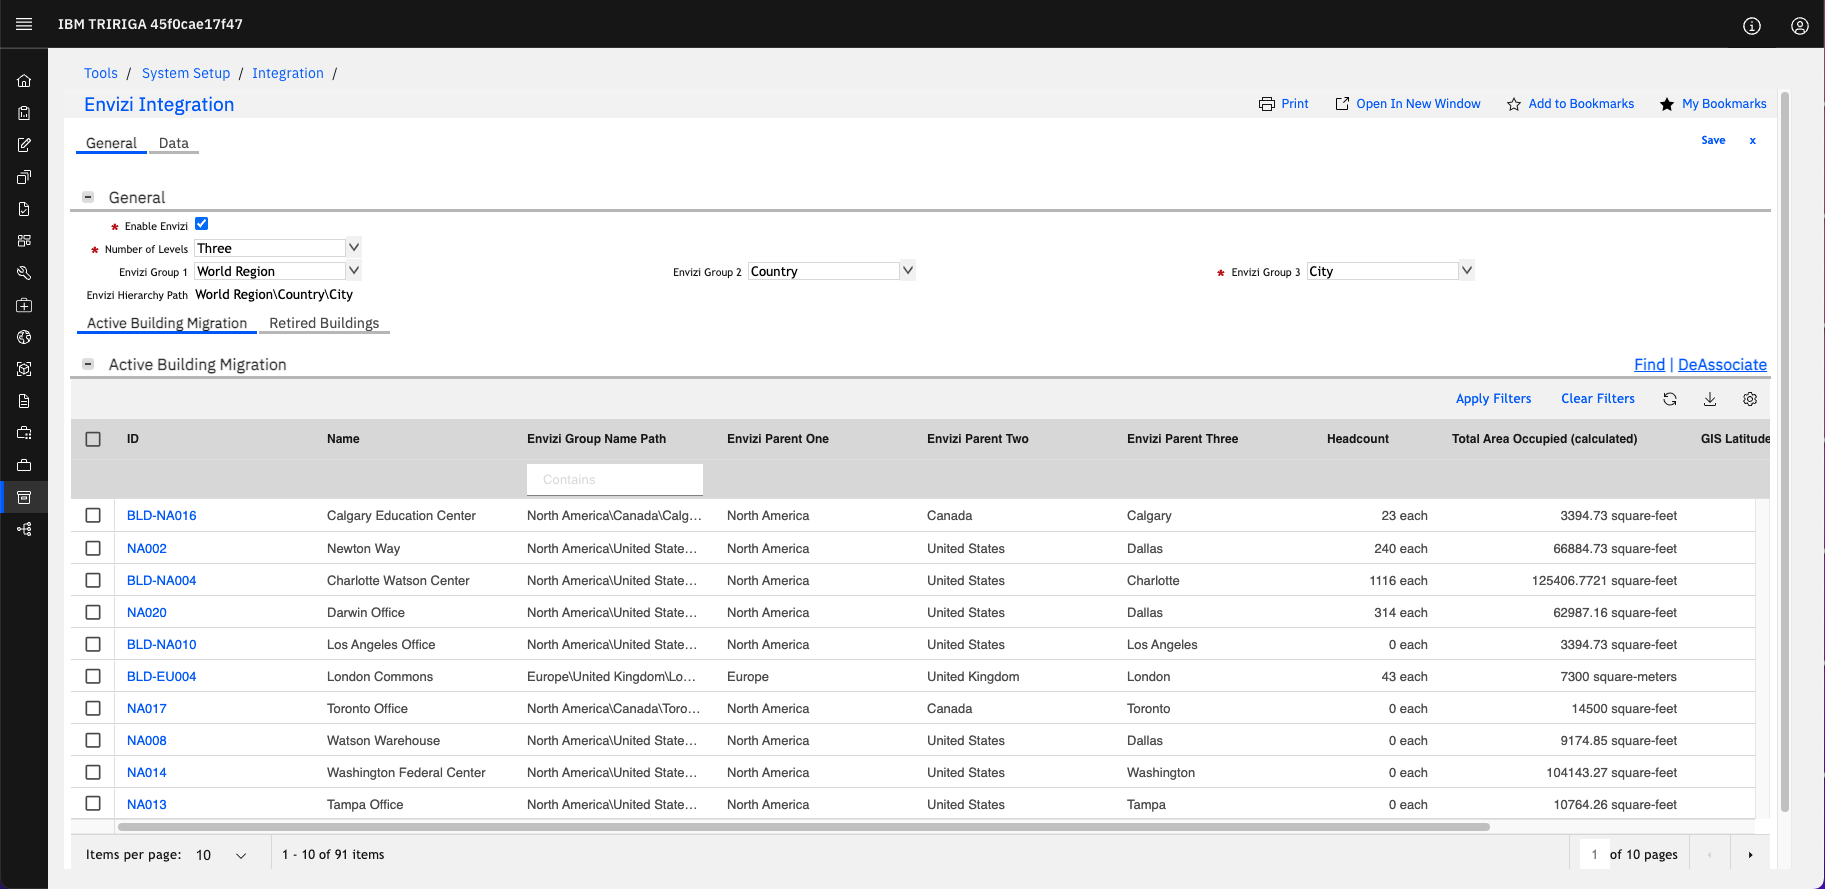 IBM TRIRIGA 45f0cae17f47
Tools / System Setup / Integration /
Envizi Integration
Print Open In New Window Add to Bookmarks My Bookmarks
General Data
Save x
General
* Enable Envizi
* Number of Levels Three
Envizi Group 1 World Region Envizi Group 2 Country * Envizi Group 3 City
Envizi Hierarchy Path World Region\Country\City
Active Building Migration Retired Buildings
Active Building Migration Find | DeAssociate
Apply Filters Clear Filters
ID Name Envizi Group Name Path Envizi Parent One Envizi Parent Two Envizi Parent Three Headcount Total Area Occupied (calculated) GIS Latitude
Contains
BLD-NA016 Calgary Education Center North America\Canada\Calg... North America Canada Calgary 23 each 3394.73 square-feet
NA002 Newton Way North America\United State... North America United States Dallas 240 each 66884.73 square-feet
BLD-NA004 Charlotte Watson Center North America\United State... North America United States Charlotte 1116 each 125406.7721 square-feet
NA020 Darwin Office North America\United State... North America United States Dallas 314 each 62987.16 square-feet
BLD-NA010 Los Angeles Office North America\United State... North America United States Los Angeles 0 each 3394.73 square-feet
BLD-EU004 London Commons Europe\United Kingdom\Lo... Europe United Kingdom London 43 each 7300 square-meters
NA017 Toronto Office North America\Canada\Toro... North America Canada Toronto 0 each 14500 square-feet
NA008 Watson Warehouse North America\United State... North America United States Dallas 0 each 9174.85 square-feet
NA014 Washington Federal Center North America\United State... North America United States Washington 0 each 104143.27 square-feet
NA013 Tampa Office North America\United State... North America United States Tampa 0 each 10764.26 square-feet
Items per page: 10 1 - 10 of 91 items 1 of 10 pages